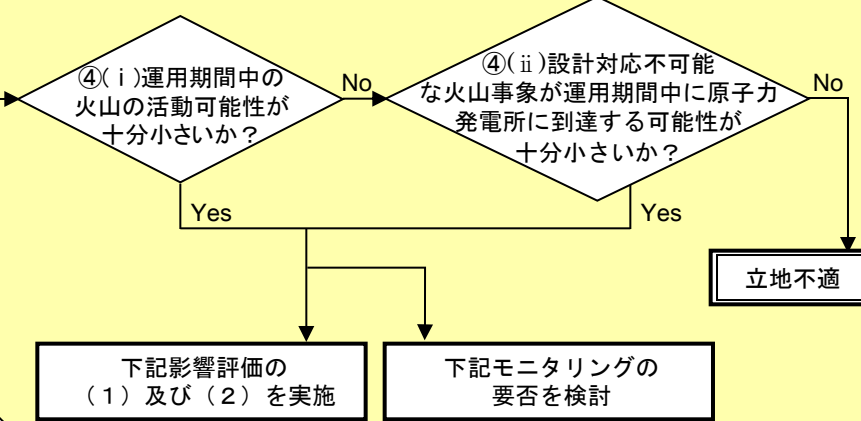 ④(ⅰ)運用期間中の
火山の活動可能性が
十分小さいか？
No
④(ⅱ)設計対応不可能
な火山事象が運用期間中に原子力
発電所に到達する可能性が
十分小さいか？
No
Yes
Yes
立地不適
下記影響評価の
（１）及び（２）を実施
下記モニタリングの
要否を検討